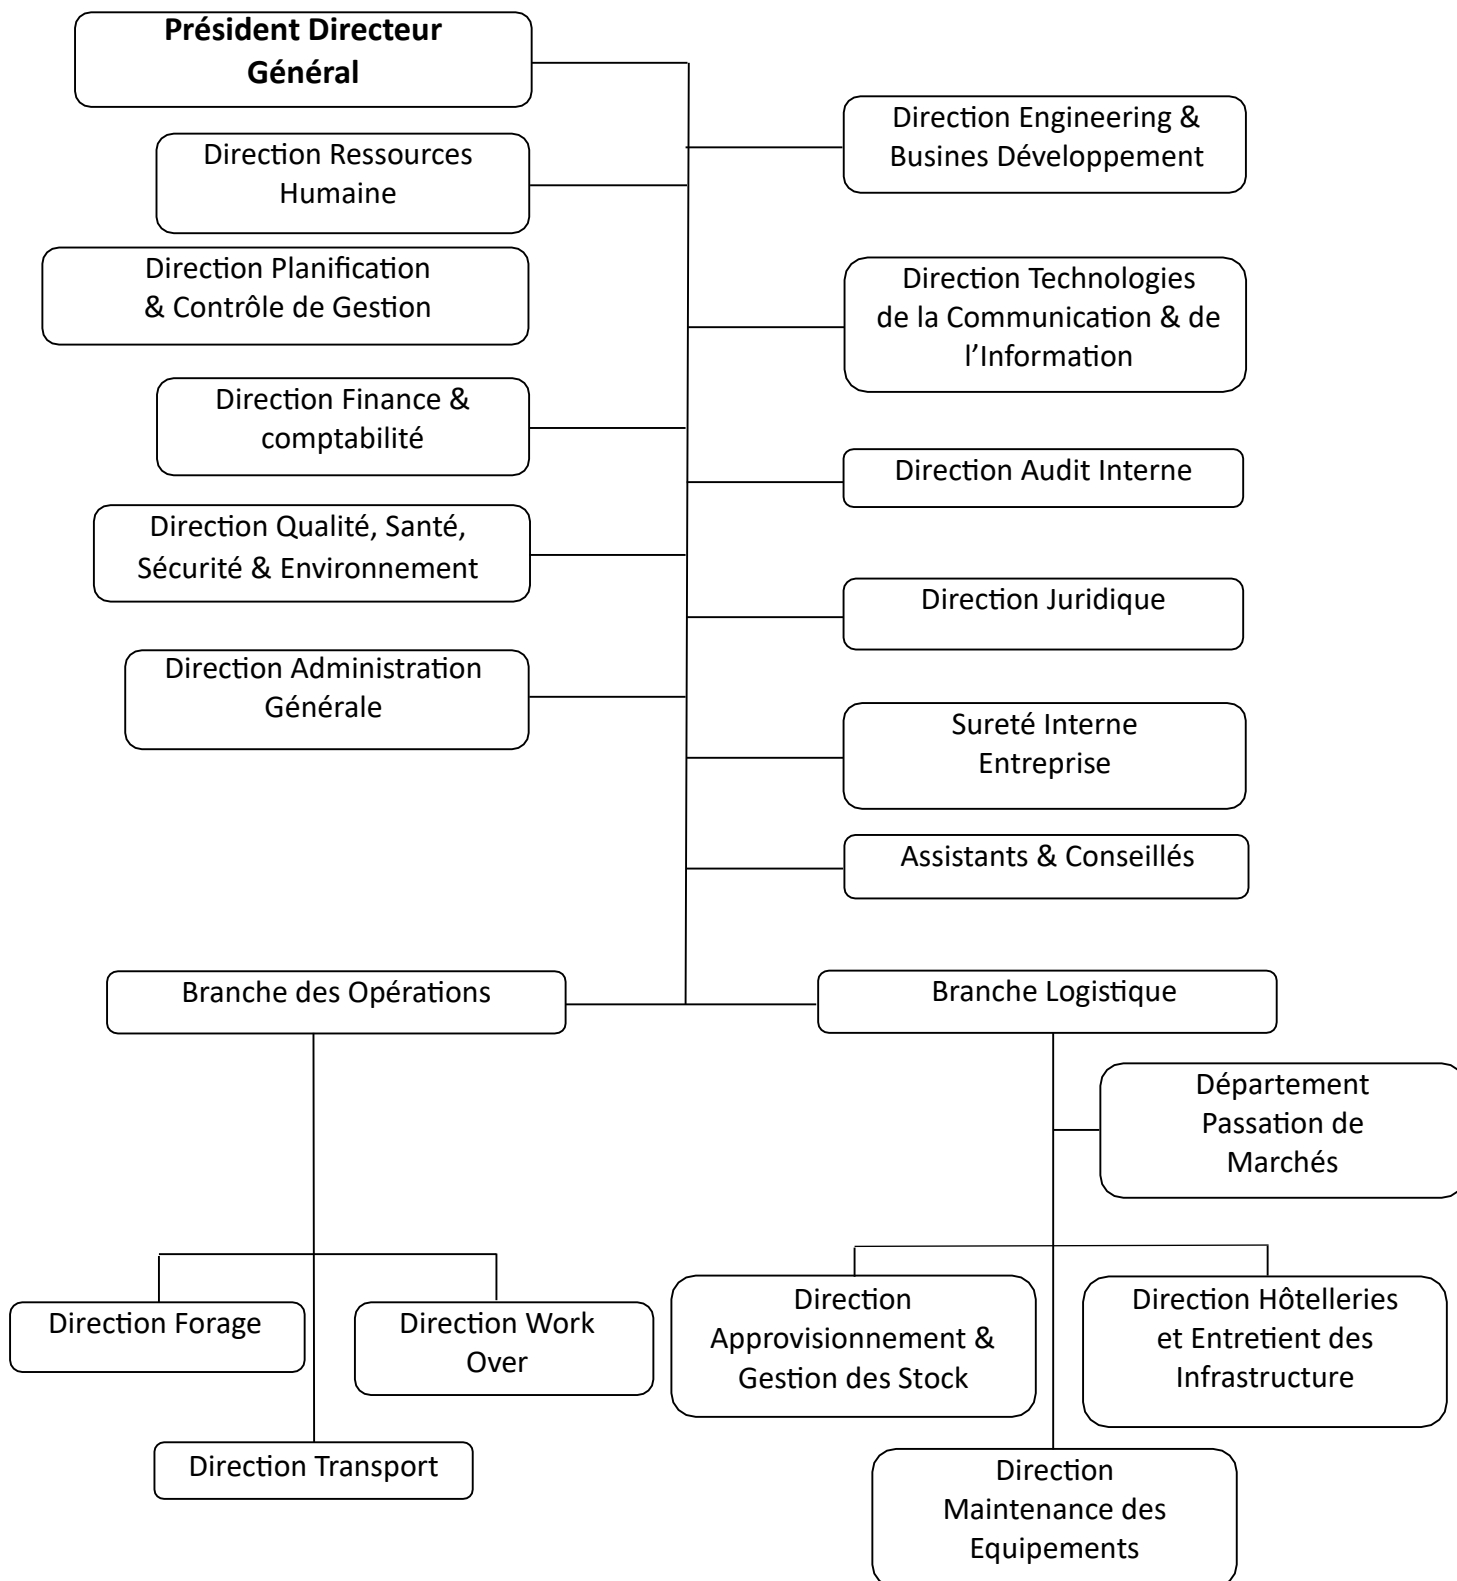 Président Directeur
Général
Direction Engineering &
Busines Développement
Direction Ressources
Humaine
Direction Planification
& Contrôle de Gestion
Direction Technologies
de la Communication & de
l’Information
Direction Finance &
comptabilité
Direction Audit Interne
Direction Qualité, Santé,
Sécurité & Environnement
Direction Juridique
Direction Administration
Générale
Sureté Interne
Entreprise
Assistants & Conseillés
Branche des Opérations
Branche Logistique
Département
Passation de
Marchés
Direction Forage
Direction Work
Over
Direction Transport
Direction
Approvisionnement &
Gestion des Stock
Direction Hôtelleries
et Entretient des
Infrastructure
Direction
Maintenance des
Equipements